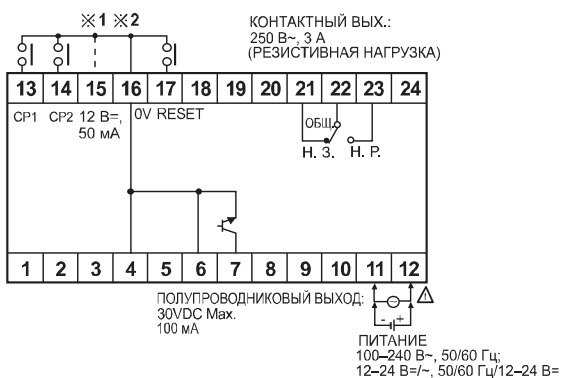 ※1 ※2
КОНТАКТНЫЙ ВЫХ.:
250 В~, 3 А
(РЕЗИСТИВНАЯ НАГРУЗКА)
13 14 15 16 17 18 19 20 21 22 23 24
CP1 CP2 12 В=, 0V RESET
50 мА
ОБЩ.
Н. З. Н. Р.
1 2 3 4 5 6 7 8 9 10 11 12
ПОЛУПРОВОДНИКОВЫЙ ВЫХОД:
30VDC Max.
100 мА
- +
ПИТАНИЕ
100–240 В~, 50/60 Гц;
12–24 В=/~, 50/60 Гц/12–24 В=